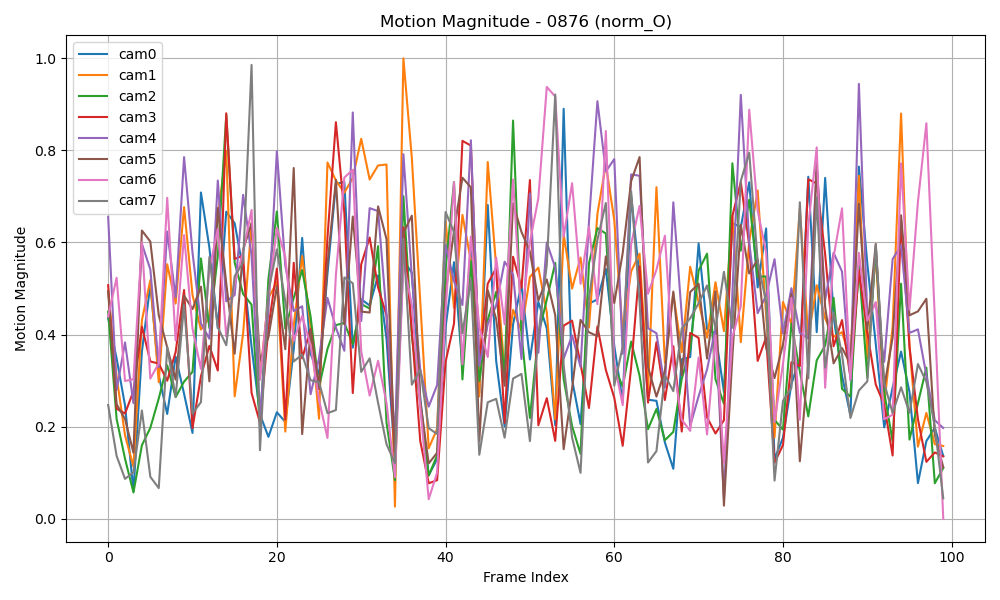 Motion Magnitude - 0876 (norm_O)
cam0
cam1
cam2
cam3
cam4
cam5
cam6
cam7
1.0
0.8
0.6
0.4
0.2
0.0
Motion Magnitude
0 20 40 60 80 100
Frame Index